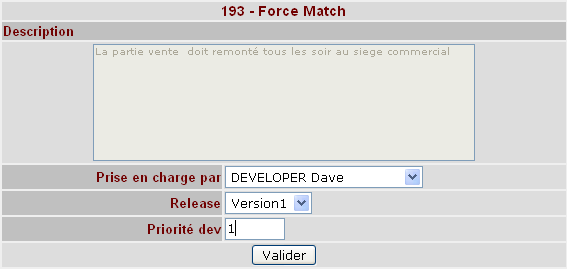 193 - Force Match
Description
La partie vente doit remonté tous les soir au siege commercial
Prise en charge par DEVELOPER Dave
Release Version1
Priorité dev 1
Valider